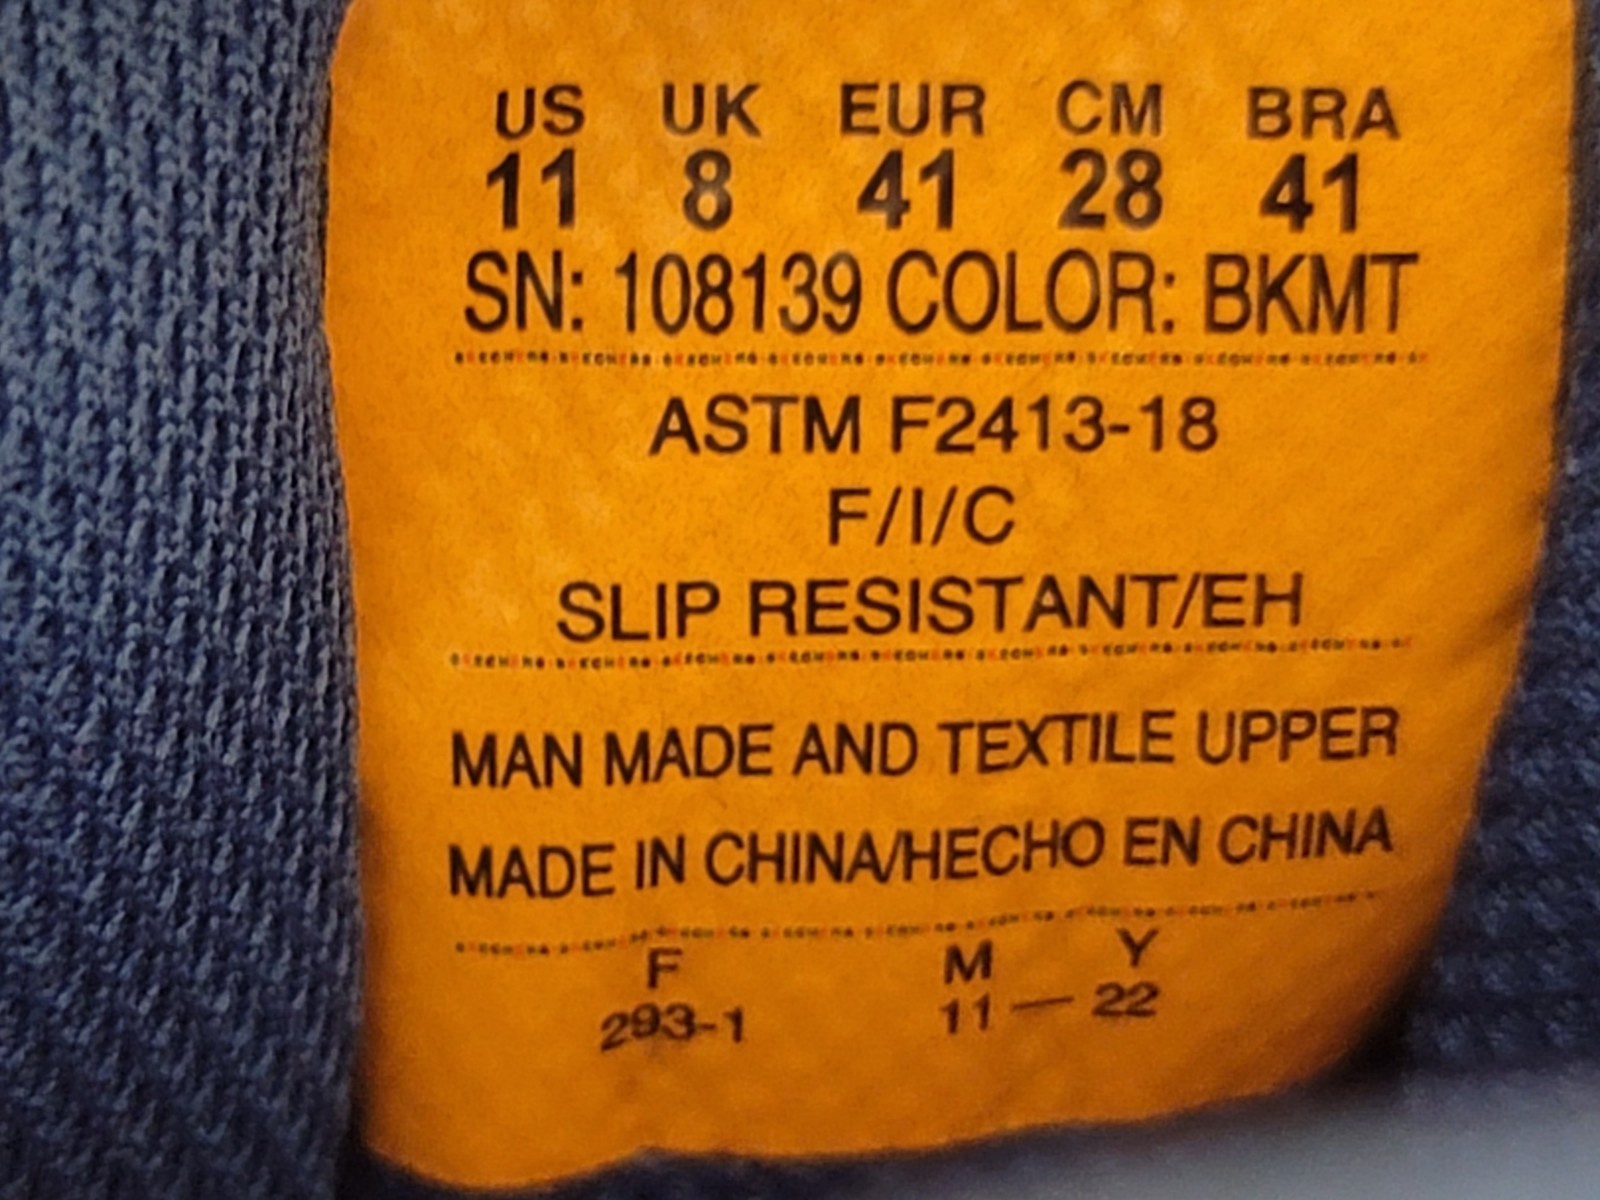 US UK EUR CM BRA
11 8 41 28 41
SN: 108139 COLOR: BKMT
ASTM F2413-18
F/I/C
SLIP RESISTANT/EH
MAN MADE AND TEXTILE UPPER
MADE IN CHINA/HECHO EN CHINA
F M Y
293-1 11 — 22